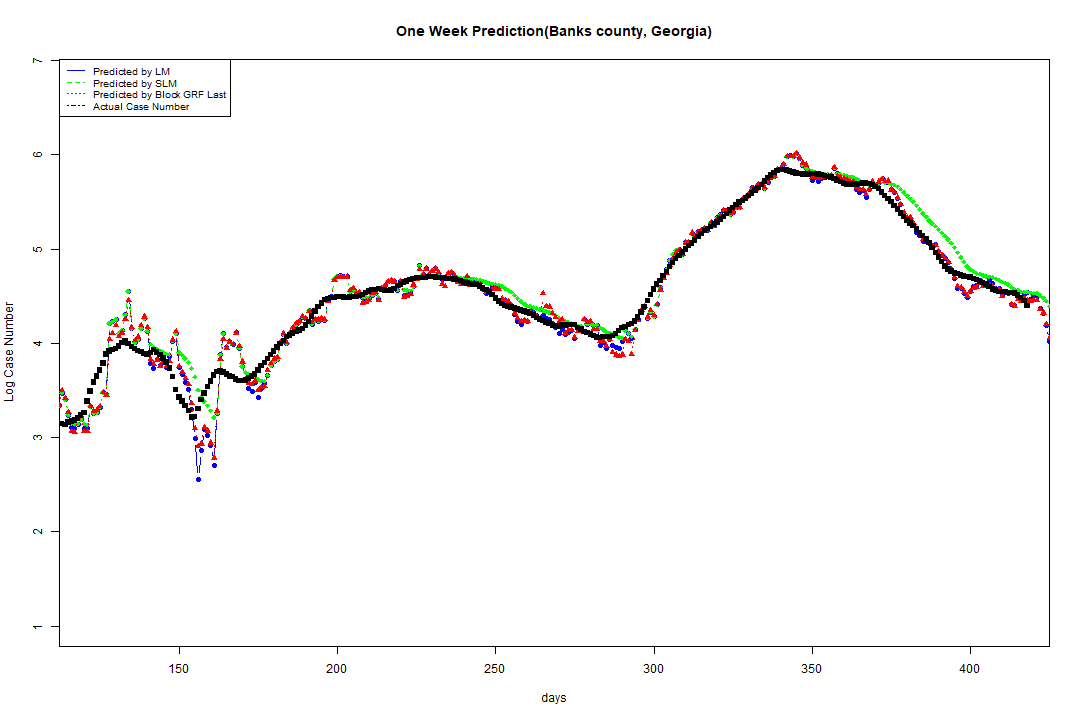 One Week Prediction(Banks county, Georgia)
Predicted by LM
Predicted by SLM
Predicted by Block GRF Last
Actual Case Number
7
6
5
4
3
2
1
Log Case Number
150 200 250 300 350 400
days